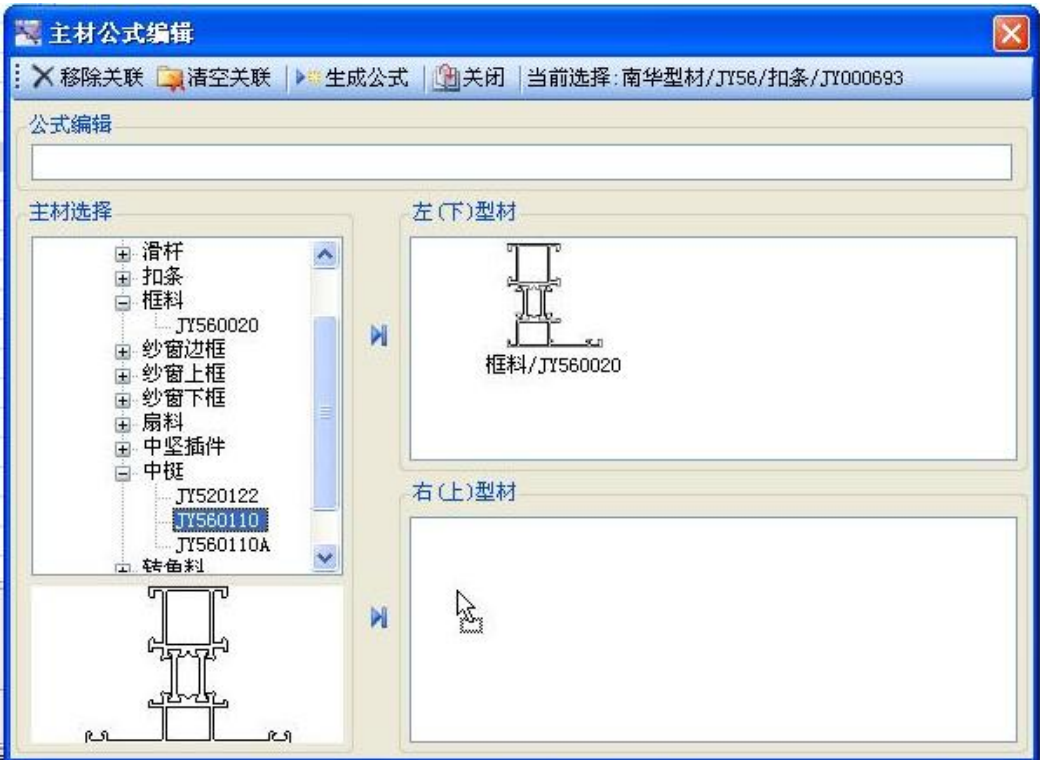 主材公式编辑
移除关联 清空关联 生成公式 关闭 当前选择:南华型材/JY56/扣条/JY000693
公式编辑
主材选择
滑杆
扣条
框料
JY560020
纱窗边框
纱窗上框
纱窗下框
扇料
中坚插件
中梃
JY520122
JY560110
JY560110A
转角料
左(下)型材
框料/JY560020
右(上)型材